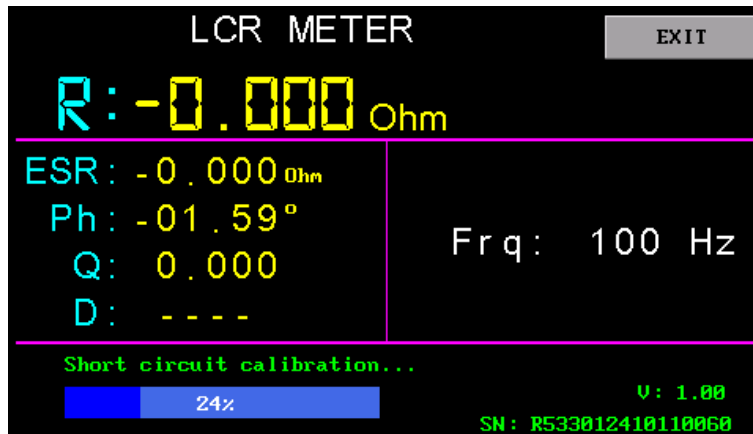 LCR METER
EXIT
R:-0.000 Ohm
ESR: -0.000 Ohm
Ph: -01.59°
Q: 0.000
D: ----
Frq: 100 Hz
Short circuit calibration...
24%
V: 1.00
SN: R533012410110060